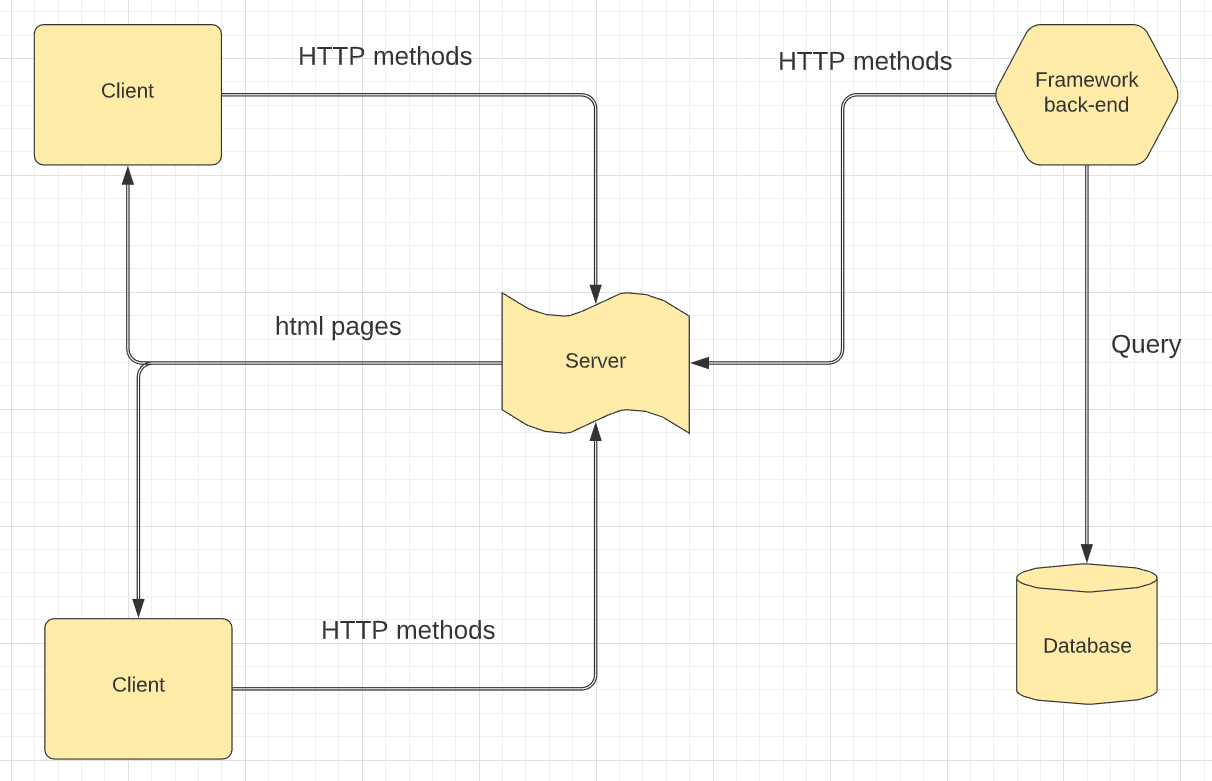 HTTP methods
HTTP methods
Client
Framework
back-end
html pages
Server
Query
HTTP methods
Database
Client